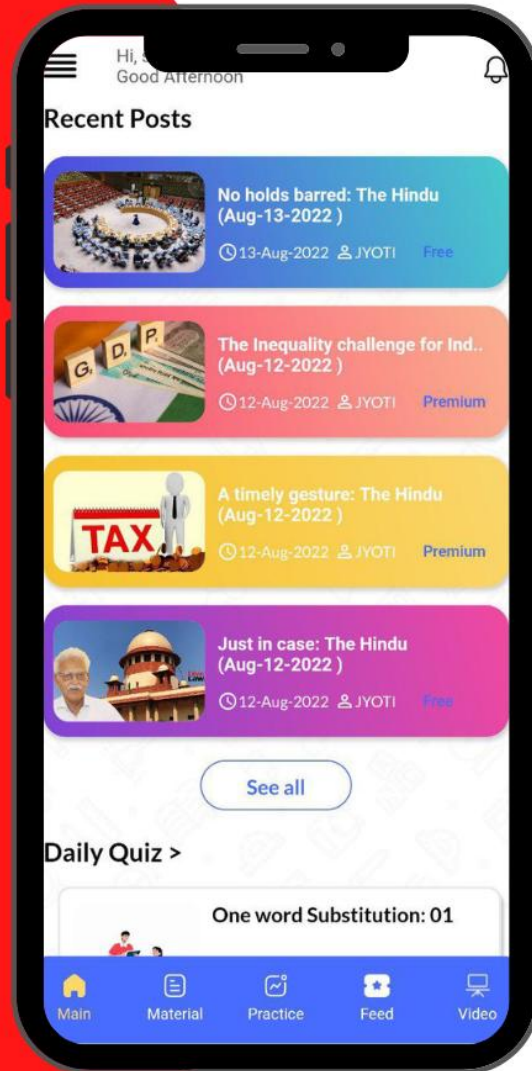 Hi, s
Good Afternoon
Recent Posts
No holds barred: The Hindu
(Aug-13-2022 )
13-Aug-2022 JYOTI Free
G D P
The Inequality challenge for Ind..
(Aug-12-2022 )
12-Aug-2022 JYOTI Premium
TAX
A timely gesture: The Hindu
(Aug-12-2022 )
12-Aug-2022 JYOTI Premium
Just in case: The Hindu
(Aug-12-2022 )
12-Aug-2022 JYOTI Free
See all
Daily Quiz >
One word Substitution: 01
Main Material Practice Feed Video